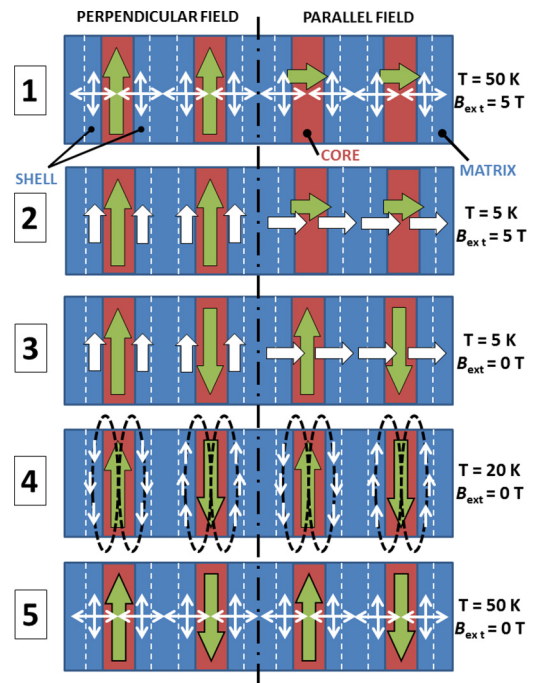 PERPENDICULAR FIELD
PARALLEL FIELD
1
T = 50 K
Bext = 5 T
SHELL
CORE
MATRIX
2
T = 5 K
Bext = 5 T
3
T = 5 K
Bext = 0 T
4
T = 20 K
Bext = 0 T
5
T = 50 K
Bext = 0 T